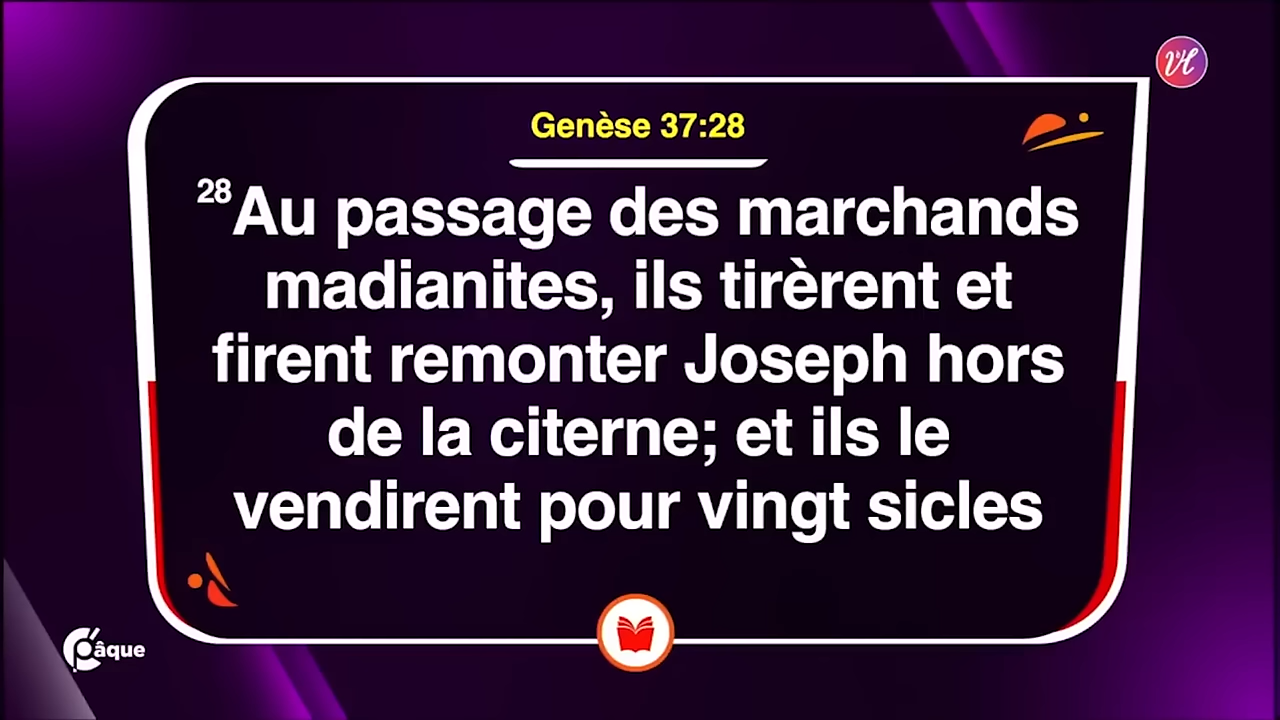 Genèse 37:28
28Au passage des marchands
madianites, ils tirèrent et
firent remonter Joseph hors
de la citerne; et ils le
vendirent pour vingt sicles
Pâque